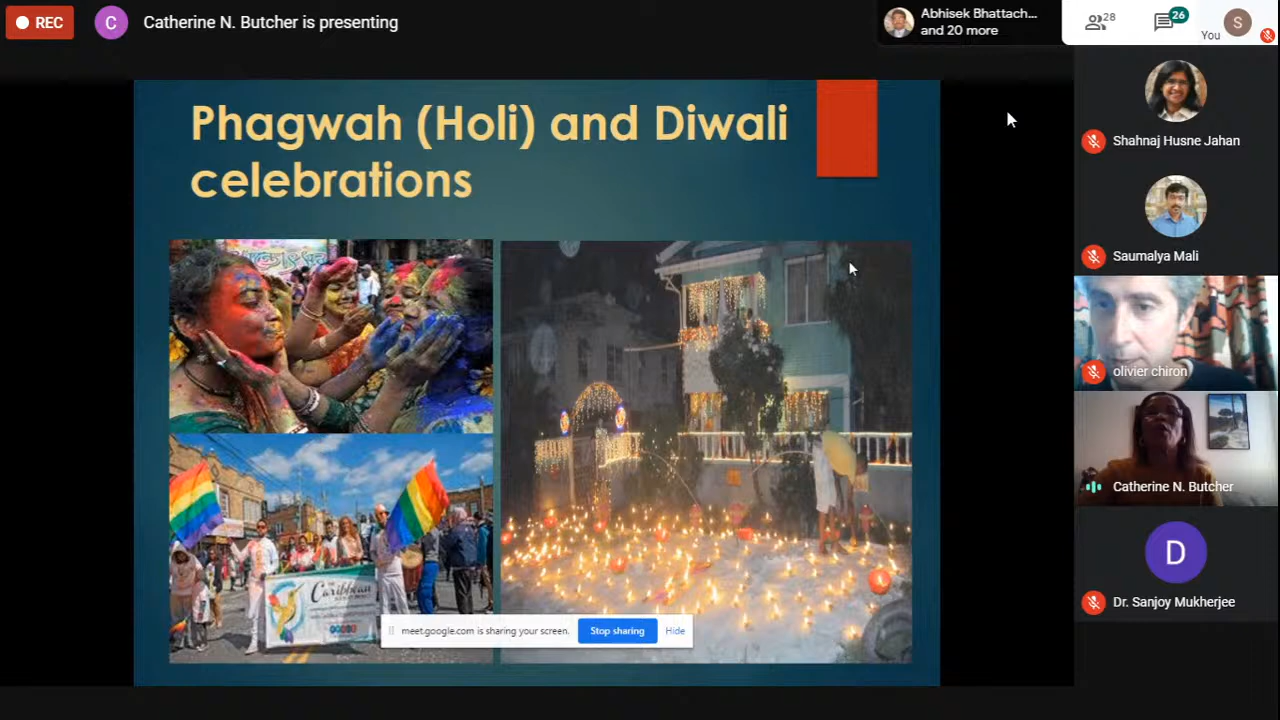 REC
C
Catherine N. Butcher is presenting
Abhisek Bhattach...
and 20 more
28
26
You
S
Phagwah (Holi) and Diwali
celebrations
Shahnaj Husne Jahan
Saumalya Mali
olivier chiron
Catherine N. Butcher
D
Dr. Sanjoy Mukherjee
Caribbean
meet.google.com is sharing your screen.
Stop sharing
Hide